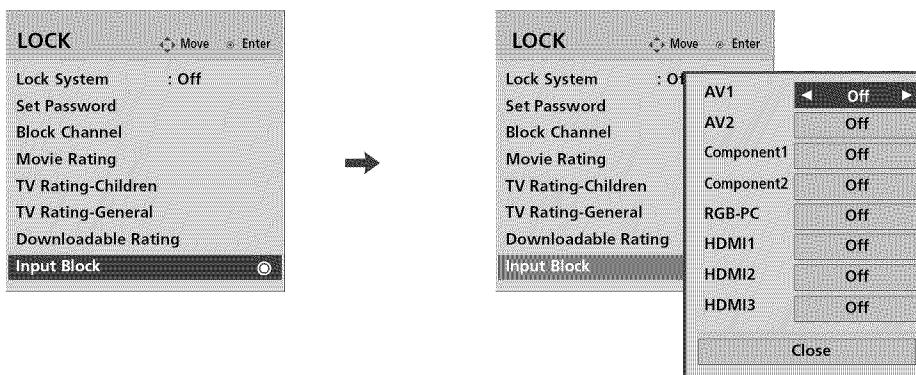 LOCK Move Enter
Lock System : Off
Set Password
Block Channel
Movie Rating
TV Rating-Children
TV Rating-General
Downloadable Rating
Input Block
LOCK Move Enter
Lock System : Of
Set Password
Block Channel
Movie Rating
TV Rating-Children
TV Rating-General
Downloadable Rating
Input Block
AV1 Off
AV2 Off
Component1 Off
Component2 Off
RGB-PC Off
HDMI1 Off
HDMI2 Off
HDMI3 Off
Close